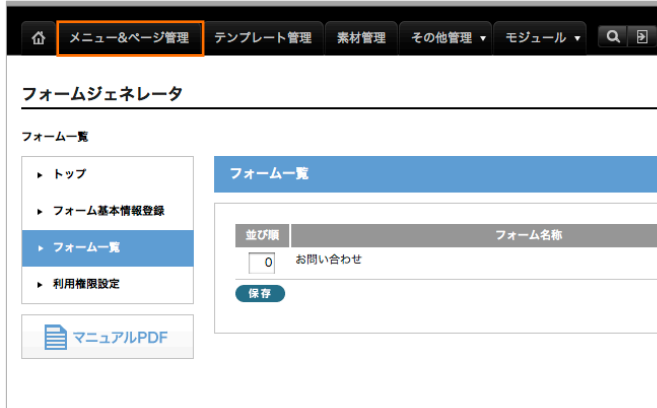 メニュー&ページ管理 テンプレート管理 素材管理 その他管理 ▼ モジュール ▼
フォームジェネレータ
フォーム一覧
トップ
フォーム基本情報登録
フォーム一覧
利用権限設定
マニュアルPDF
フォーム一覧
並び順 フォーム名称
0 お問い合わせ
保存